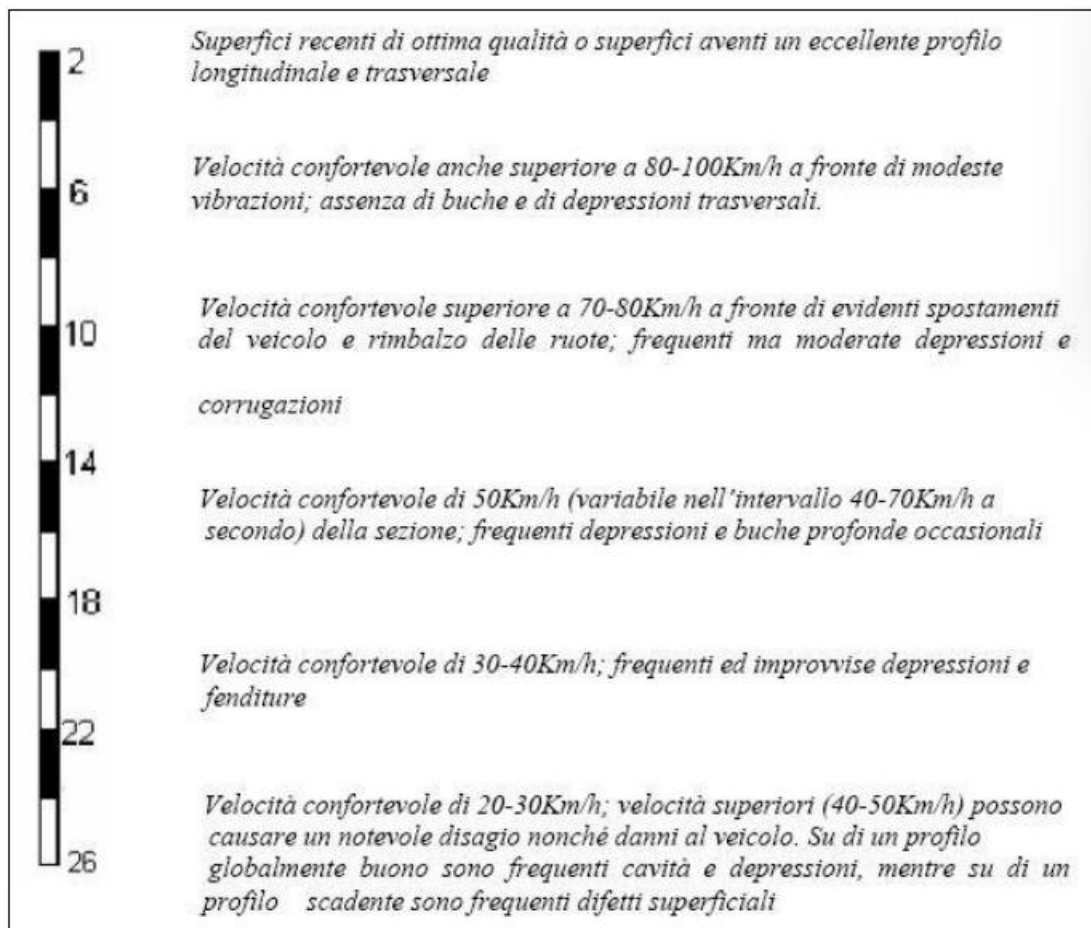 2
Superfici recenti di ottima qualità o superfici aventi un eccellente profilo
longitudinale e trasversale
Velocità confortevole anche superiore a 80-100Km/h a fronte di modeste
6
vibrazioni; assenza di buche e di depressioni trasversali.
Velocità confortevole superiore a 70-80Km/h a fronte di evidenti spostamenti
10
del veicolo e rimbalzo delle ruote; frequenti ma moderate depressioni e
corrugazioni
14
Velocità confortevole di 50Km/h (variabile nell'intervallo 40-70Km/h a
secondo) della sezione; frequenti depressioni e buche profonde occasionali
18
Velocità confortevole di 30-40Km/h; frequenti ed improvvise depressioni e
fenditure
22
Velocità confortevole di 20-30Km/h; velocità superiori (40-50Km/h) possono
causare un notevole disagio nonché danni al veicolo. Su di un profilo
26
globalmente buono sono frequenti cavità e depressioni, mentre su di un
profilo scadente sono frequenti difetti superficiali